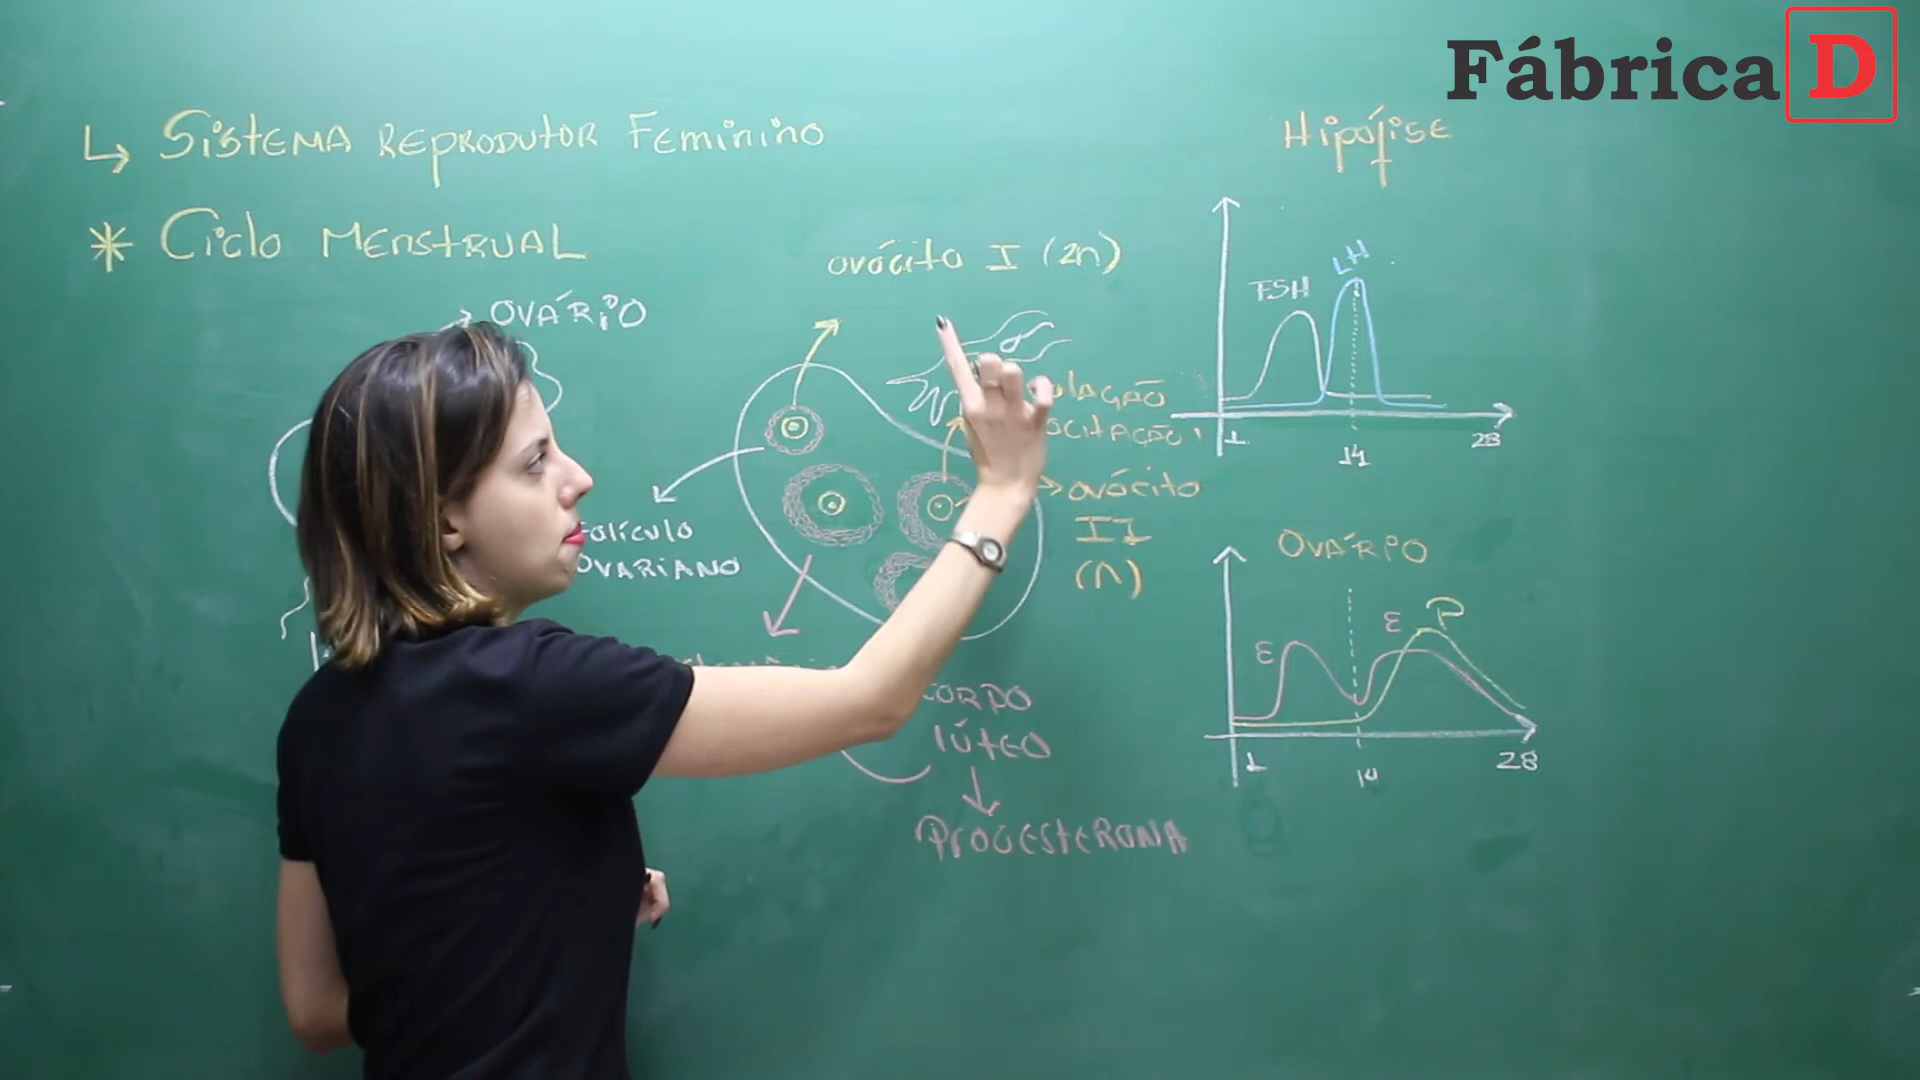 Fábrica D
↳ Sistema Reprodutor Feminino
* Ciclo Menstrual
→ Ovário
ovócito I (2n)
Folículo
Ovariano
ovócito
II
(n)
Corpo
lúteo
Progesterona
Hipófise
FSH
LH
1
14
28
Ovário
E
E
P
1
14
28